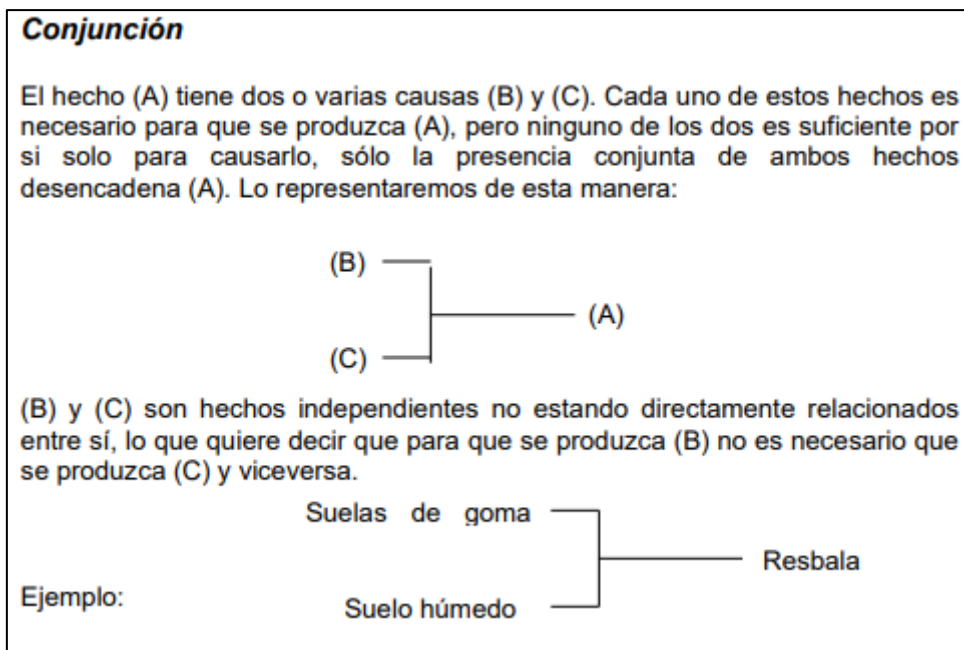 Conjunción
El hecho (A) tiene dos o varias causas (B) y (C). Cada uno de estos hechos es
necesario para que se produzca (A), pero ninguno de los dos es suficiente por
si solo para causarlo, sólo la presencia conjunta de ambos hechos
desencadena (A). Lo representaremos de esta manera:
(B)
(A)
(C)
(B) y (C) son hechos independientes no estando directamente relacionados
entre sí, lo que quiere decir que para que se produzca (B) no es necesario que
se produzca (C) y viceversa.
Suelas de goma
Resbala
Ejemplo:
Suelo húmedo